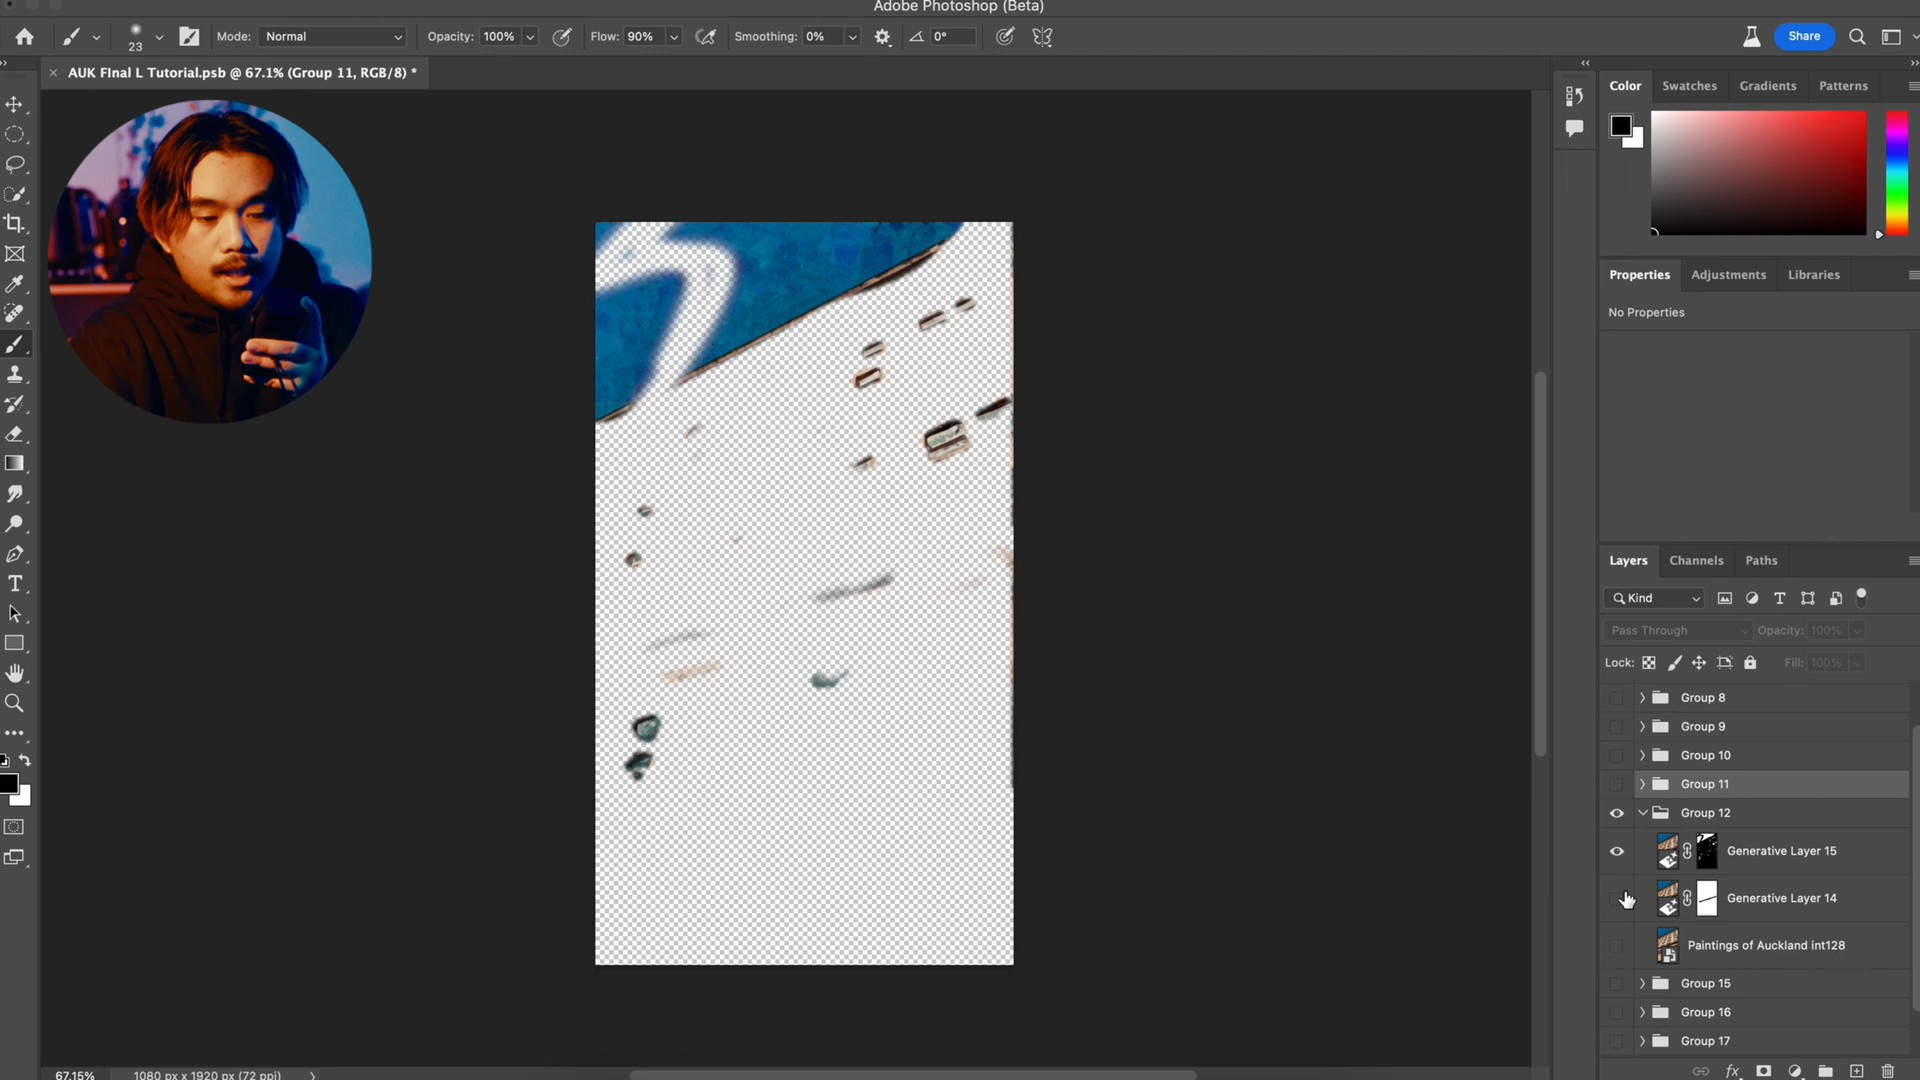 Adobe Photoshop (Beta)
23 Mode: Normal Opacity: 100% Flow: 90% Smoothing: 0% 0° Share
AUK FInal L Tutorial.psb @ 67.1% (Group 11, RGB/8) *
Color Swatches Gradients Patterns
Properties Adjustments Libraries
No Properties
Layers Channels Paths
Kind
Pass Through Opacity: 100%
Lock: Fill: 100%
Group 8
Group 9
Group 10
Group 11
Group 12
Generative Layer 15
Generative Layer 14
Paintings of Auckland int128
Group 15
Group 16
Group 17
67.15% 1080 px x 1920 px (72 ppi)